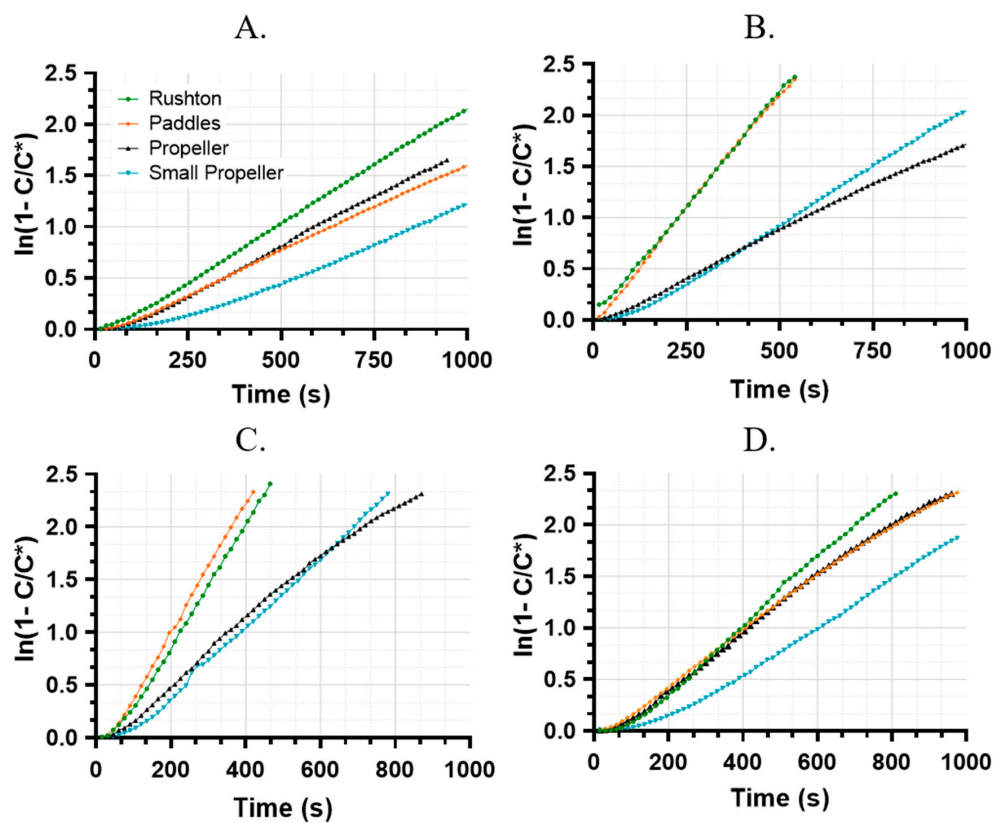 A.
ln(1- C/C*)
2.5
2.0
1.5
1.0
0.5
0.0
Rushton
Paddles
Propeller
Small Propeller
0 250 500 750 1000
Time (s)
B.
ln(1- C/C*)
2.5
2.0
1.5
1.0
0.5
0.0
0 250 500 750 1000
Time (s)
C.
ln(1- C/C*)
2.5
2.0
1.5
1.0
0.5
0.0
0 200 400 600 800 1000
Time (s)
D.
ln(1- C/C*)
2.5
2.0
1.5
1.0
0.5
0.0
0 200 400 600 800 1000
Time (s)